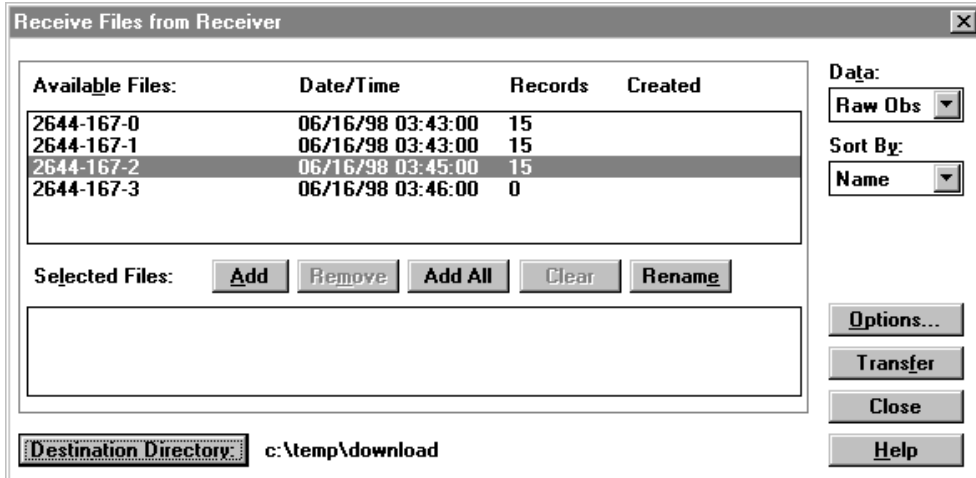 Receive Files from Receiver
Available Files: Date/Time Records Created
2644-167-0 06/16/98 03:43:00 15
2644-167-1 06/16/98 03:43:00 15
2644-167-2 06/16/98 03:45:00 15
2644-167-3 06/16/98 03:46:00 0
Selected Files: Add Remove Add All Clear Rename
Destination Directory: c:\temp\download
Data:
Raw Obs
Sort By:
Name
Options...
Transfer
Close
Help